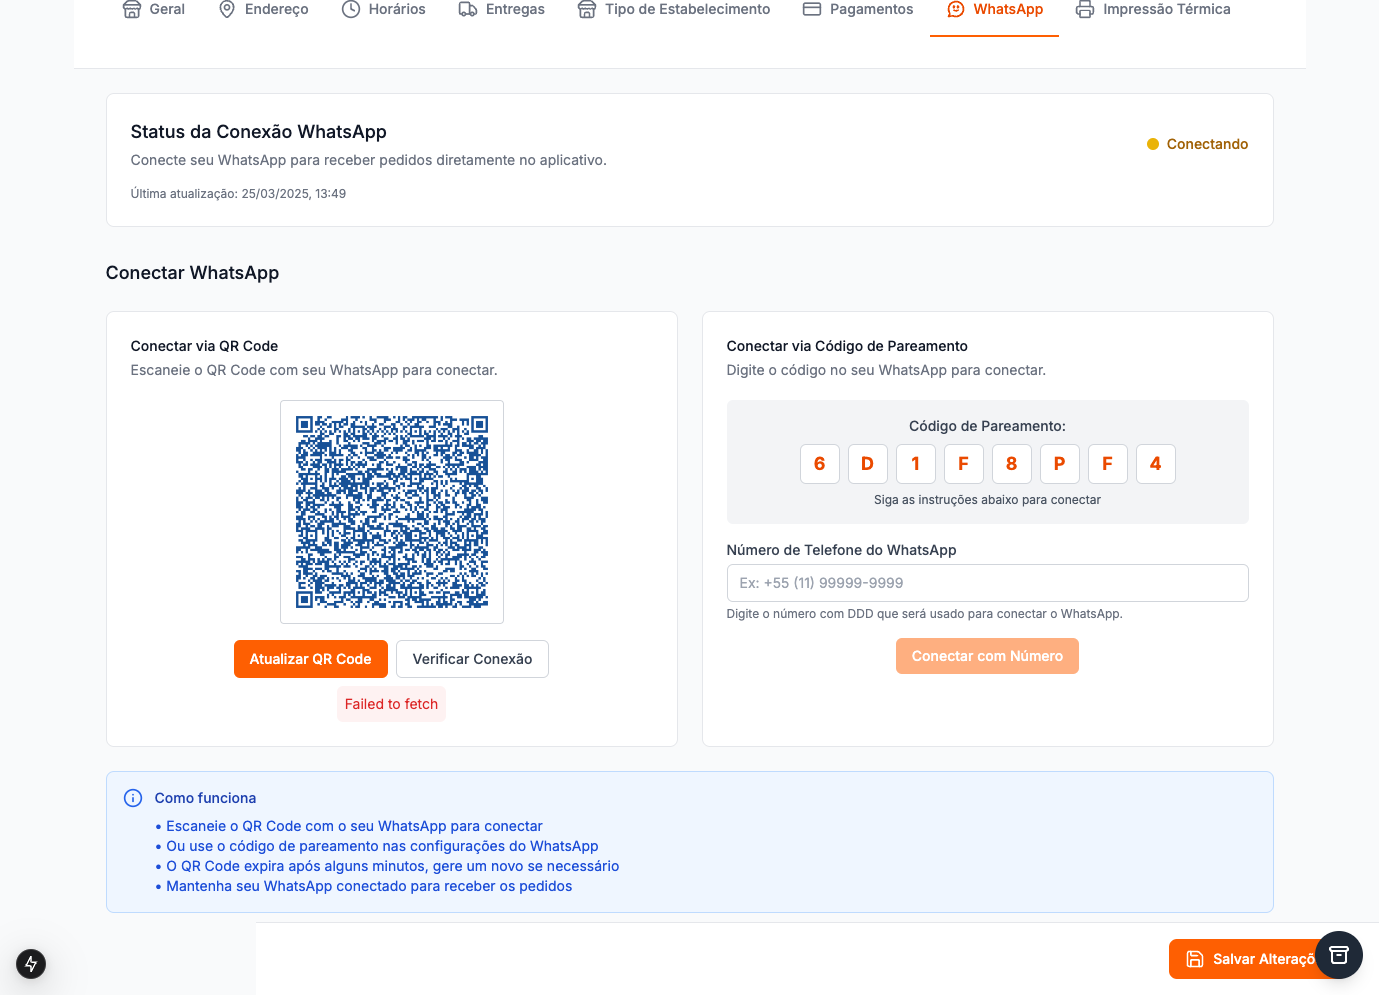 Geral Endereço Horários Entregas Tipo de Estabelecimento Pagamentos WhatsApp Impressão Térmica
Status da Conexão WhatsApp
Conectando
Conecte seu WhatsApp para receber pedidos diretamente no aplicativo.
Última atualização: 25/03/2025, 13:49
Conectar WhatsApp
Conectar via QR Code
Escaneie o QR Code com seu WhatsApp para conectar.
Atualizar QR Code Verificar Conexão
Failed to fetch
Conectar via Código de Pareamento
Digite o código no seu WhatsApp para conectar.
Código de Pareamento:
6 D 1 F 8 P F 4
Siga as instruções abaixo para conectar
Número de Telefone do WhatsApp
Ex: +55 (11) 99999-9999
Digite o número com DDD que será usado para conectar o WhatsApp.
Conectar com Número
Como funciona
• Escaneie o QR Code com o seu WhatsApp para conectar
• Ou use o código de pareamento nas configurações do WhatsApp
• O QR Code expira após alguns minutos, gere um novo se necessário
• Mantenha seu WhatsApp conectado para receber os pedidos
Salvar Alteraçõ